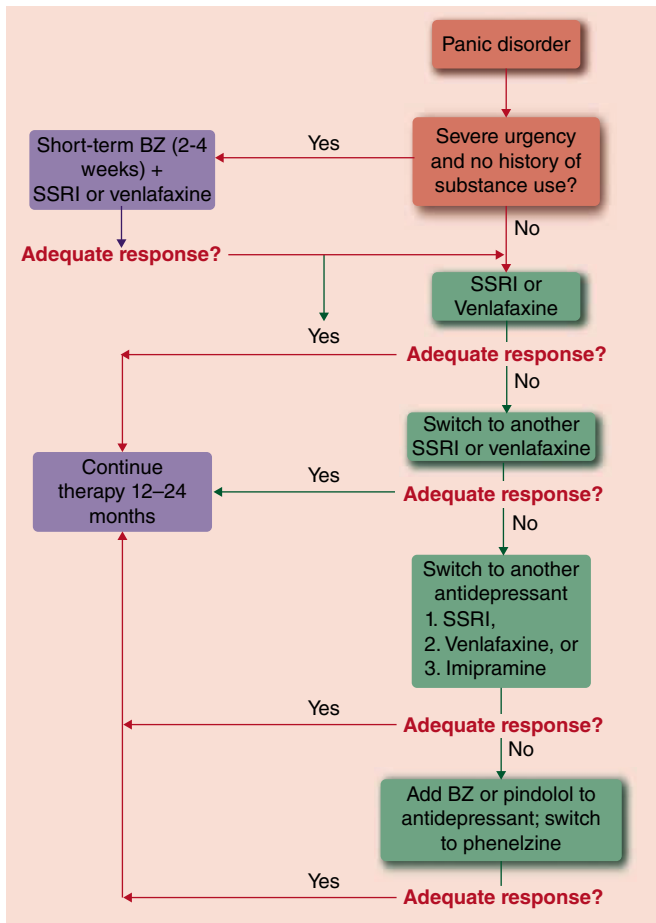 Panic disorder
Severe urgency
and no history of
substance use?
Yes
Short-term BZ (2-4
weeks) +
SSRI or venlafaxine
Adequate response?
No
SSRI or
Venlafaxine
Yes
Adequate response?
No
Switch to another
SSRI or venlafaxine
Yes
Adequate response?
Continue
therapy 12–24
months
No
Switch to another
antidepressant
1. SSRI,
2. Venlafaxine, or
3. Imipramine
Yes
Adequate response?
No
Add BZ or pindolol to
antidepressant; switch
to phenelzine
Yes
Adequate response?